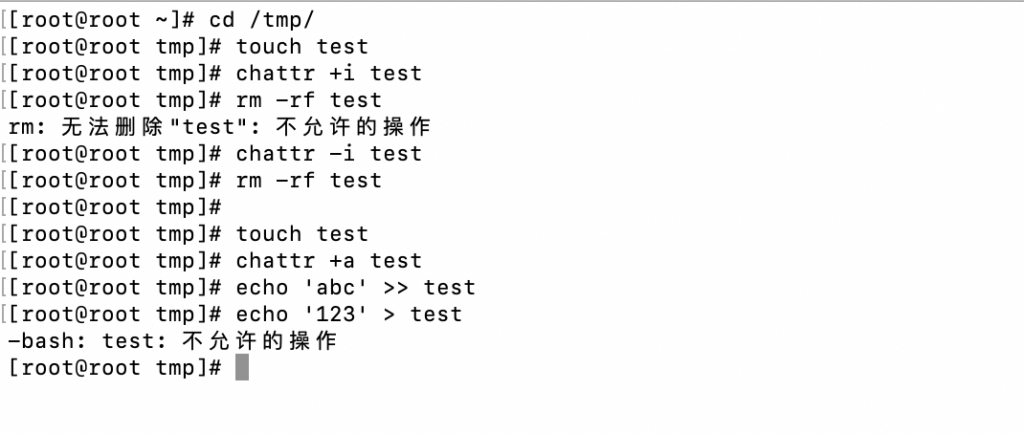 [[root@root ~]# cd /tmp/
[[root@root tmp]# touch test
[[root@root tmp]# chattr +i test
[[root@root tmp]# rm -rf test
rm: 无法删除"test": 不允许的操作
[[root@root tmp]# chattr -i test
[[root@root tmp]# rm -rf test
[[root@root tmp]#
[[root@root tmp]# touch test
[[root@root tmp]# chattr +a test
[[root@root tmp]# echo 'abc' >> test
[[root@root tmp]# echo '123' > test
-bash: test: 不允许的操作
[root@root tmp]#